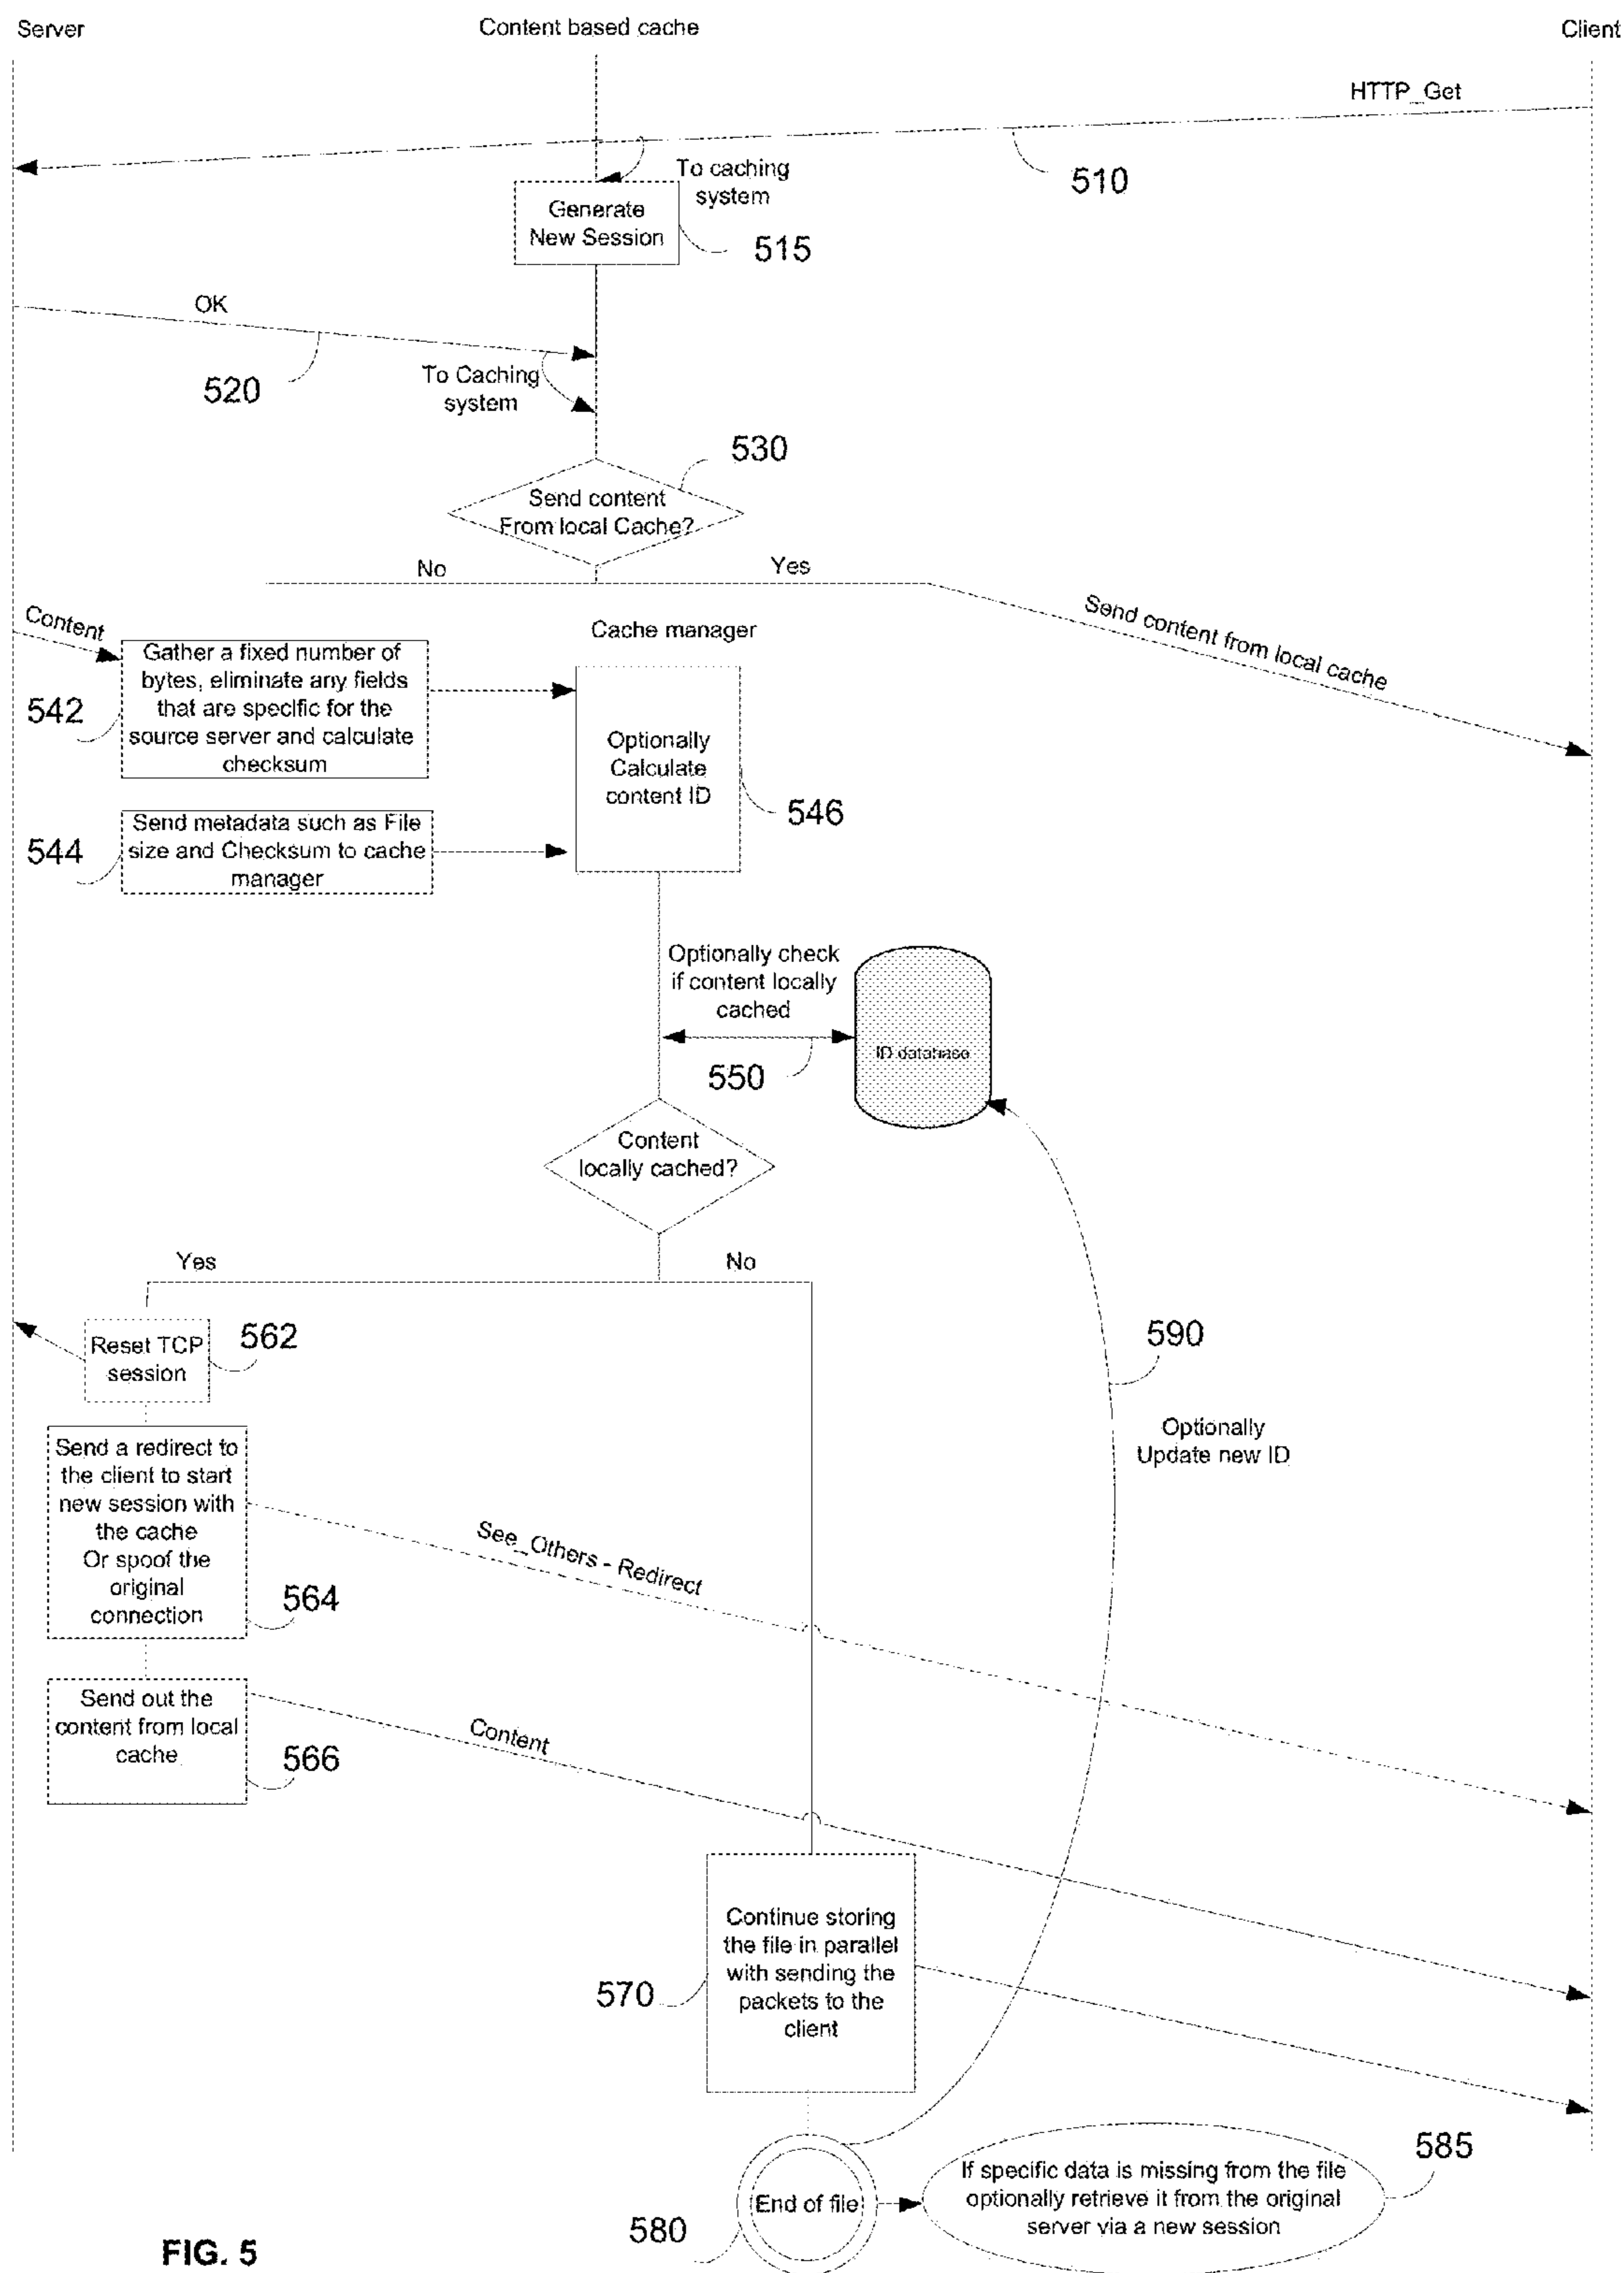 Server
Content based cache
Client
HTTP_Get
510
To caching
system
Generate
New Session
515
OK
520
To Caching
system
530
Send content
From local Cache?
No
Yes
Content
Send content from local cache
Cache manager
Gather a fixed number of
bytes, eliminate any fields
that are specific for the
source server and calculate
checksum
542
Optionally
Calculate
content ID
546
Send metadata such as File
size and Checksum to cache
manager
544
Optionally check
if content locally
cached
ID database
550
Content
locally cached?
Yes
No
Reset TCP
session
562
590
Optionally
Update new ID
Send a redirect to
the client to start
new session with
the cache
Or spoof the
original
connection
564
See_Others - Redirect
Send out the
content from local
cache
566
Content
Continue storing
the file in parallel
with sending the
packets to the
client
570
End of file
580
If specific data is missing from the file
optionally retrieve it from the original
server via a new session
585
FIG. 5